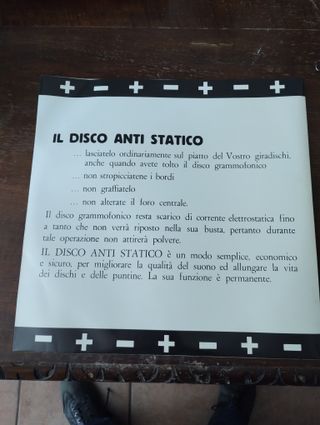 + − + − + − +
IL DISCO ANTI STATICO
... lasciatelo ordinariamente sul piatto del Vostro giradischi, anche quando avete tolto il disco grammofonico
... non stropicciatene i bordi
... non graffiatelo
... non alterate il foro centrale.
Il disco grammofonico resta scarico di corrente elettrostatica fino
a tanto che non verrà riposto nella sua busta, pertanto durante
tale operazione non attirerà polvere.
IL DISCO ANTI STATICO è un modo semplice, economico
e sicuro, per migliorare la qualità del suono ed allungare la vita
dei dischi e delle puntine. La sua funzione è permanente.
− + − + − + − + −